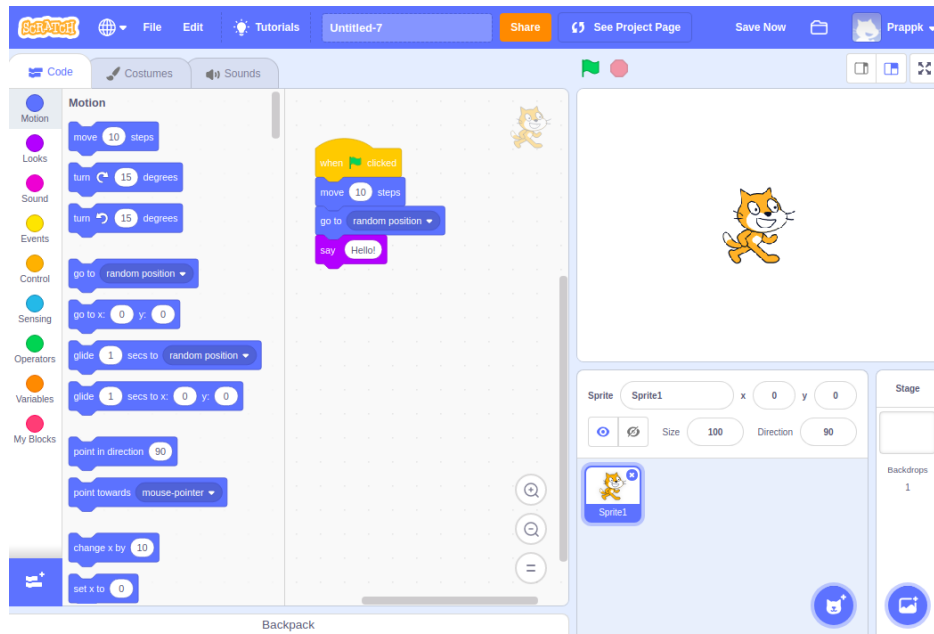 SCRATCH
File
Edit
Tutorials
Untitled-7
Share
See Project Page
Save Now
Prappk
Code
Costumes
Sounds
Motion
Looks
Sound
Events
Control
Sensing
Operators
Variables
My Blocks
Motion
move 10 steps
turn 15 degrees
turn 15 degrees
go to random position
go to x: 0 y: 0
glide 1 secs to random position
glide 1 secs to x: 0 y: 0
point in direction 90
point towards mouse-pointer
change x by 10
set x to 0
when clicked
move 10 steps
go to random position
say Hello!
Backpack
Sprite Sprite1 x 0 y 0
Size 100 Direction 90
Sprite1
Stage
Backdrops
1